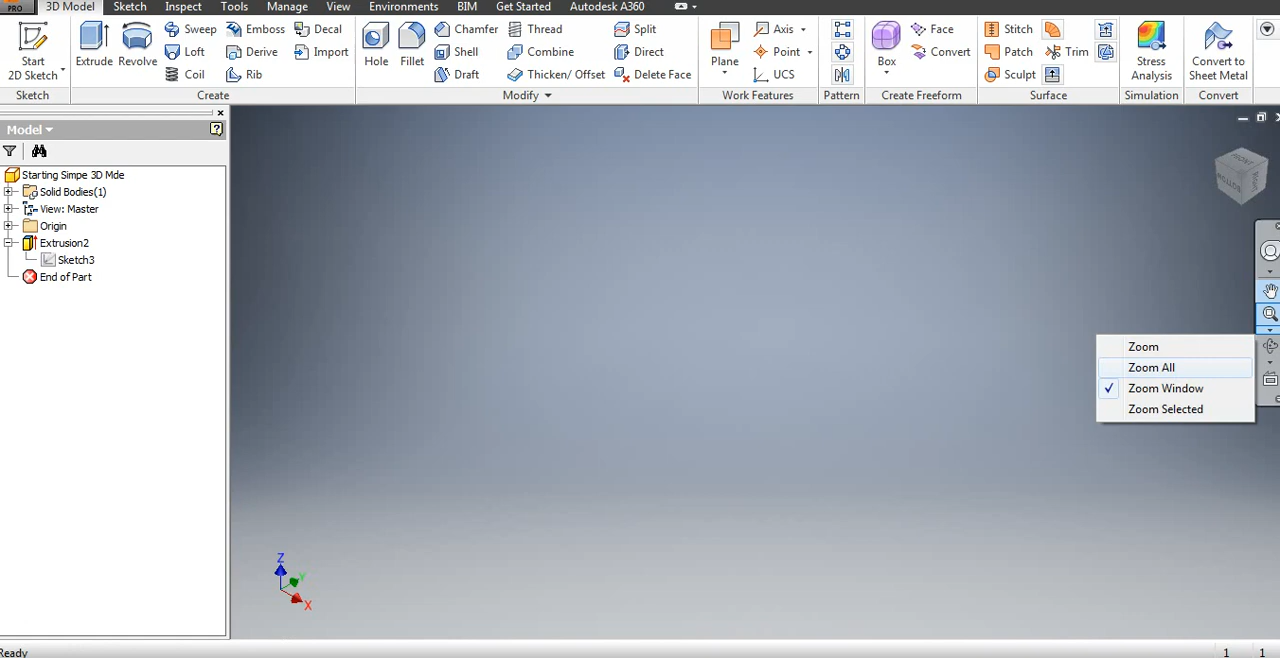 PRO 3D Model Sketch Inspect Tools Manage View Environments BIM Get Started Autodesk A360
Start
2D Sketch
Sketch
Extrude Revolve
Sweep Emboss Decal
Loft Derive Import
Coil Rib
Create
Hole Fillet
Chamfer Thread Split
Shell Combine Direct
Draft Thicken/ Offset Delete Face
Modify
Plane
Axis
Point
UCS
Work Features
Pattern
Box
Face
Convert
Create Freeform
Stitch
Patch Trim
Sculpt
Surface
Stress
Analysis
Simulation
Convert to
Sheet Metal
Convert
Model
Starting Simpe 3D Mde
Solid Bodies(1)
View: Master
Origin
Extrusion2
Sketch3
End of Part
FRONT
RIGHT
BOTTOM
Zoom
Zoom All
Zoom Window
Zoom Selected
Z
Y
X
Ready 1 1